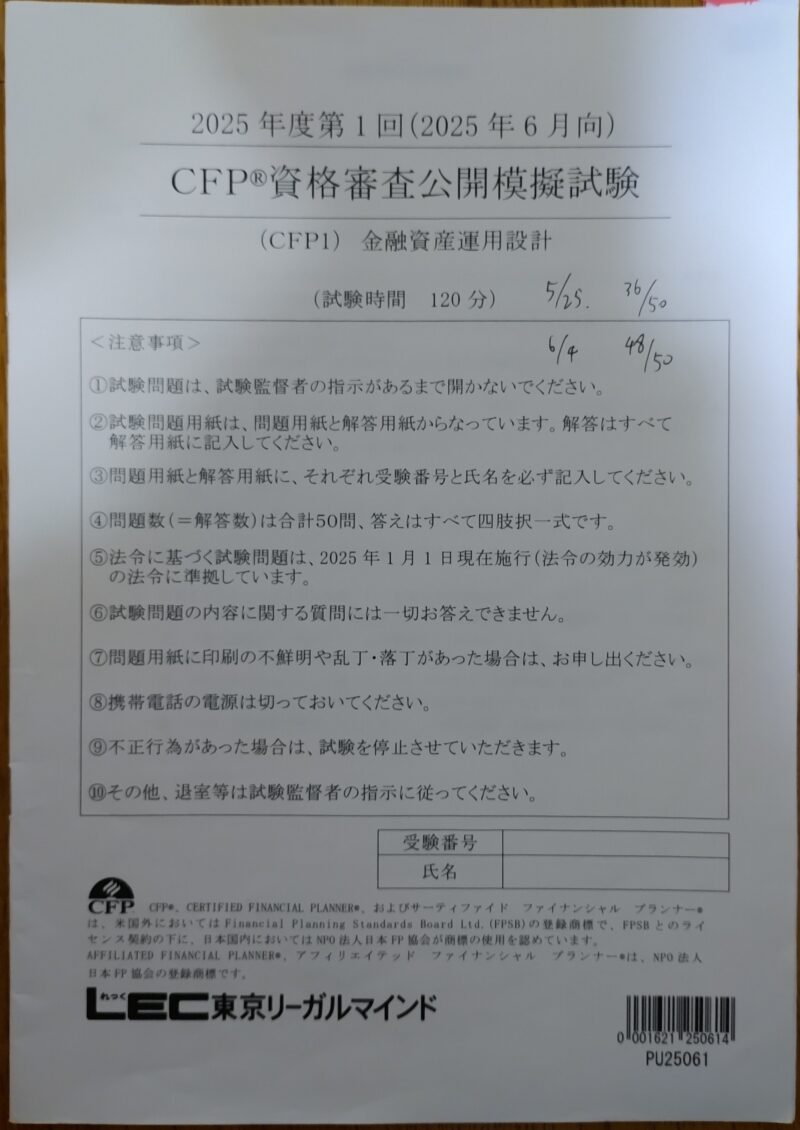 2025年度第1回(2025年6月向)
CFP®資格審査公開模擬試験
(CFP1) 金融資産運用設計
(試験時間 120分) 5/25. 36/50
6/4 48/50
<注意事項>
①試験問題は、試験監督者の指示があるまで開かないでください。
②試験問題用紙は、問題用紙と解答用紙からなっています。解答はすべて
解答用紙に記入してください。
③問題用紙と解答用紙に、それぞれ受験番号と氏名を必ず記入してください。
④問題数(=解答数)は合計50問、答えはすべて四肢択一式です。
⑤法令に基づく試験問題は、2025年1月1日現在施行(法令の効力が発効)
の法令に準拠しています。
⑥試験問題の内容に関する質問には一切お答えできません。
⑦問題用紙に印刷の不鮮明や乱丁・落丁があった場合は、お申し出ください。
⑧携帯電話の電源は切っておいてください。
⑨不正行為があった場合は、試験を停止させていただきます。
⑩その他、退室等は試験監督者の指示に従ってください。
受験番号
氏名
CFP
CFP®、CERTIFIED FINANCIAL PLANNER®、およびサーティファイド ファイナンシャル プランナー®
は、米国外においてはFinancial Planning Standards Board Ltd.(FPSB)の登録商標で、FPSBとのライ
センス契約の下に、日本国内においてはNPO法人日本FP協会が商標の使用を認めています。
AFFILIATED FINANCIAL PLANNER®、アフィリエイテッド ファイナンシャル プランナー®は、NPO法人
日本FP協会の登録商標です。
れっく
LEC東京リーガルマインド
0 001621 250614
PU25061